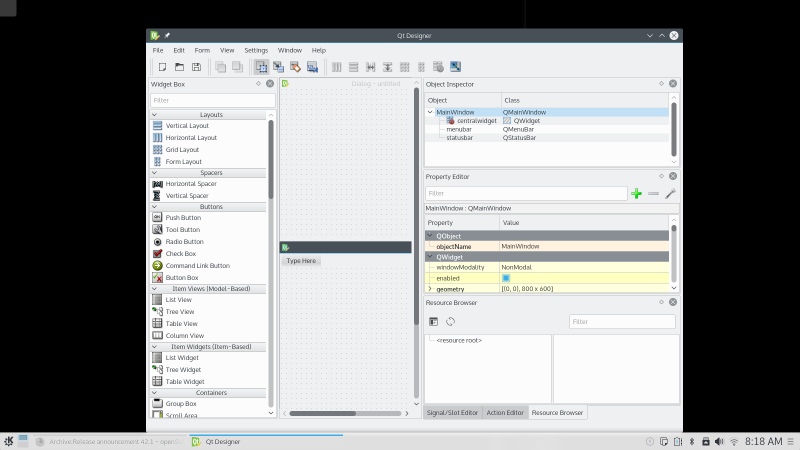 Qt Designer
File Edit Form View Settings Window Help
Widget Box
Filter
Layouts
Vertical Layout
Horizontal Layout
Grid Layout
Form Layout
Spacers
Horizontal Spacer
Vertical Spacer
Buttons
Push Button
Tool Button
Radio Button
Check Box
Command Link Button
Button Box
Item Views (Model-Based)
List View
Tree View
Table View
Column View
Item Widgets (Item-Based)
List Widget
Tree Widget
Table Widget
Containers
Group Box
Scroll Area
Dialog - untitled
Type Here
Object Inspector
Object Class
MainWindow QMainWindow
centralwidget QWidget
menubar QMenuBar
statusbar QStatusBar
Property Editor
Filter
MainWindow : QMainWindow
Property Value
QObject
objectName MainWindow
QWidget
windowModality NonModal
enabled
geometry [(0, 0), 800 x 600]
Resource Browser
Filter
<resource root>
Signal/Slot Editor Action Editor Resource Browser
Archive:Release announcement 42.1 – openS
Qt Designer
8:18 AM